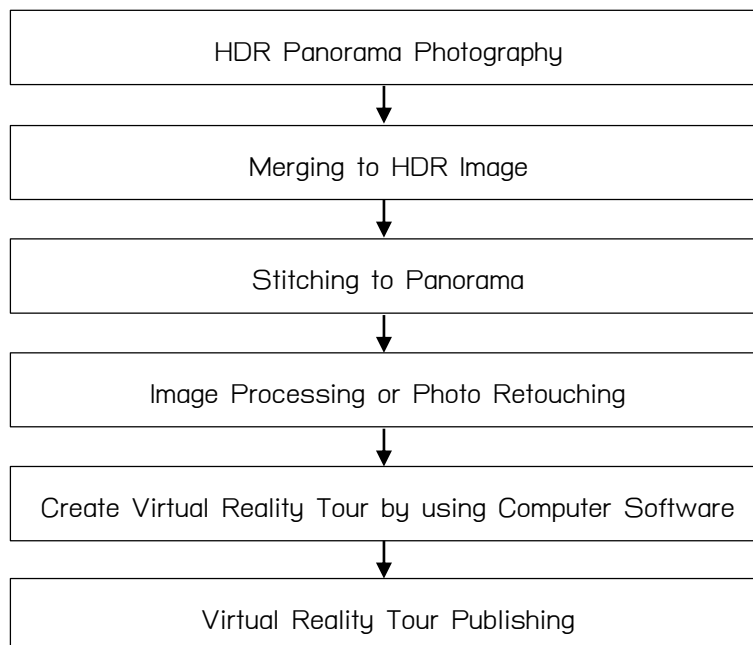 HDR Panorama Photography
Merging to HDR Image
Stitching to Panorama
Image Processing or Photo Retouching
Create Virtual Reality Tour by using Computer Software
Virtual Reality Tour Publishing